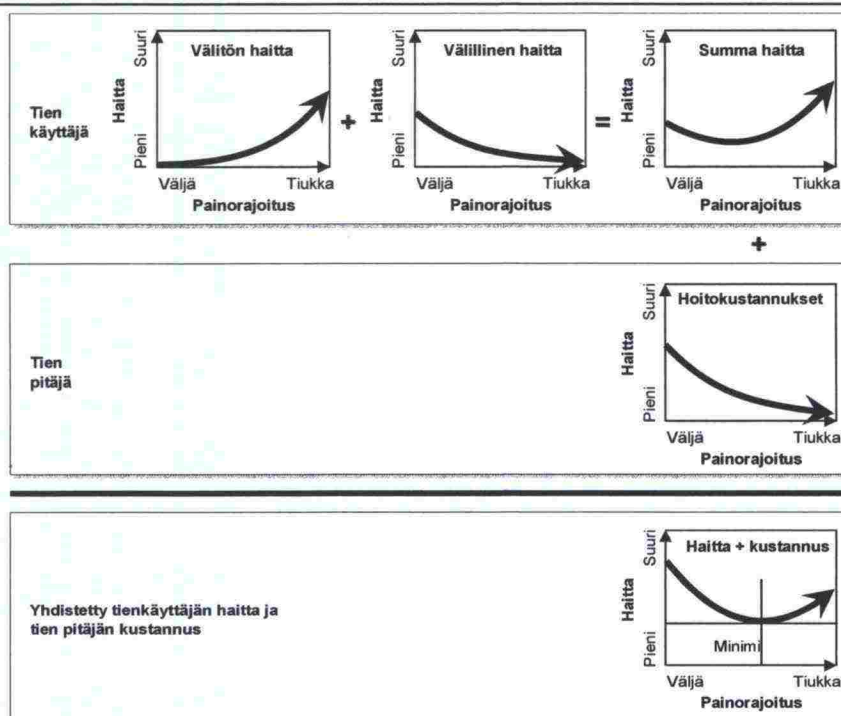 Tien
käyttäjä
Haitta
Suuri
Pieni
Välitön haitta
Väljä
Tiukka
Painorajoitus
+
Haitta
Suuri
Pieni
Välillinen haitta
Väljä
Tiukka
Painorajoitus
=
Haitta
Suuri
Pieni
Summa haitta
Väljä
Tiukka
Painorajoitus
+
Tien
pitäjä
Haitta
Suuri
Pieni
Hoitokustannukset
Väljä
Tiukka
Painorajoitus
Yhdistetty tienkäyttäjän haitta ja
tien pitäjän kustannus
Haitta
Suuri
Pieni
Haitta + kustannus
Minimi
Väljä
Tiukka
Painorajoitus